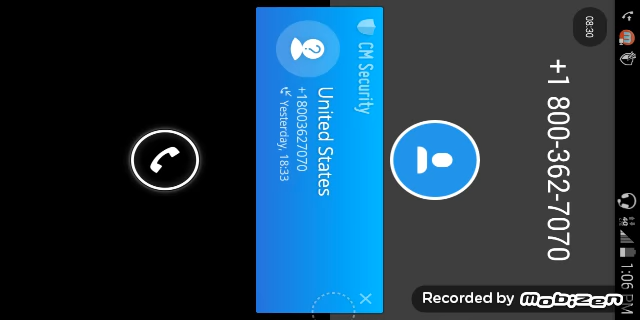 4G
1:06 PM
08:30
+1 800-362-7070
CM Security
United States
+18003627070
Yesterday, 18:33
Recorded by Mobizen